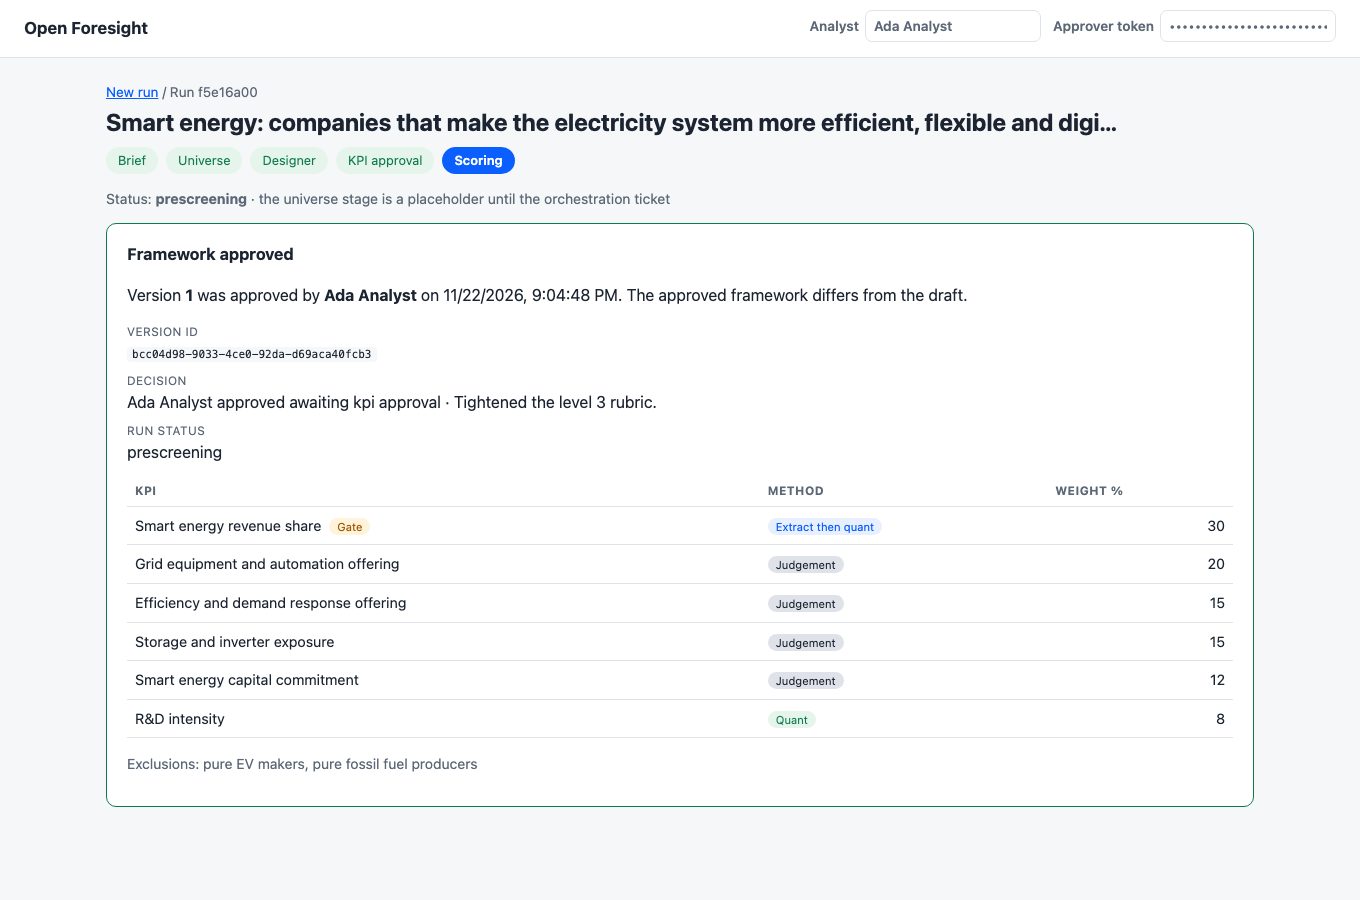 Open Foresight
Analyst Ada Analyst Approver token ••••••••••••••••••••••••
New run / Run f5e16a00
Smart energy: companies that make the electricity system more efficient, flexible and digi...
Brief Universe Designer KPI approval Scoring
Status: prescreening · the universe stage is a placeholder until the orchestration ticket
Framework approved
Version 1 was approved by Ada Analyst on 11/22/2026, 9:04:48 PM. The approved framework differs from the draft.
VERSION ID
bcc04d98-9033-4ce0-92da-d69aca40fcb3
DECISION
Ada Analyst approved awaiting kpi approval · Tightened the level 3 rubric.
RUN STATUS
prescreening
KPI METHOD WEIGHT %
Smart energy revenue share Gate Extract then quant 30
Grid equipment and automation offering Judgement 20
Efficiency and demand response offering Judgement 15
Storage and inverter exposure Judgement 15
Smart energy capital commitment Judgement 12
R&D intensity Quant 8
Exclusions: pure EV makers, pure fossil fuel producers